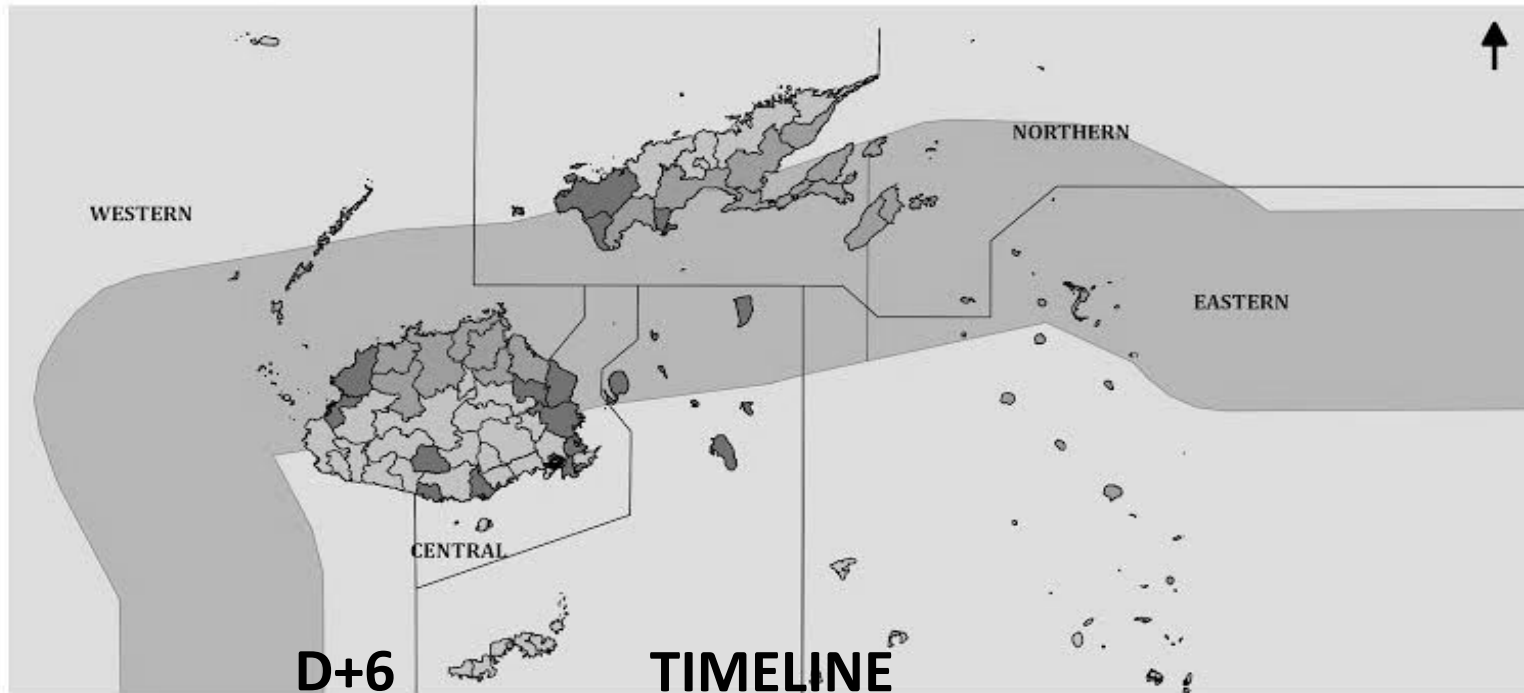 NORTHERN
WESTERN
EASTERN
CENTRAL
D+6 TIMELINE